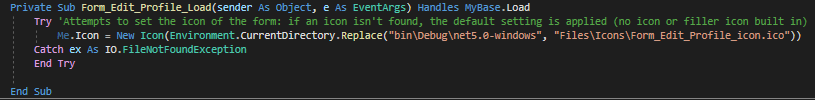 Private Sub Form_Edit_Profile_Load(sender As Object, e As EventArgs) Handles MyBase.Load
Try 'Attempts to set the icon of the form: if an icon isn't found, the default setting is applied (no icon or filler icon built in)
Me.Icon = New Icon(Environment.CurrentDirectory.Replace("bin\Debug\net5.0-windows", "Files\Icons\Form_Edit_Profile_icon.ico"))
Catch ex As IO.FileNotFoundException
End Try
End Sub